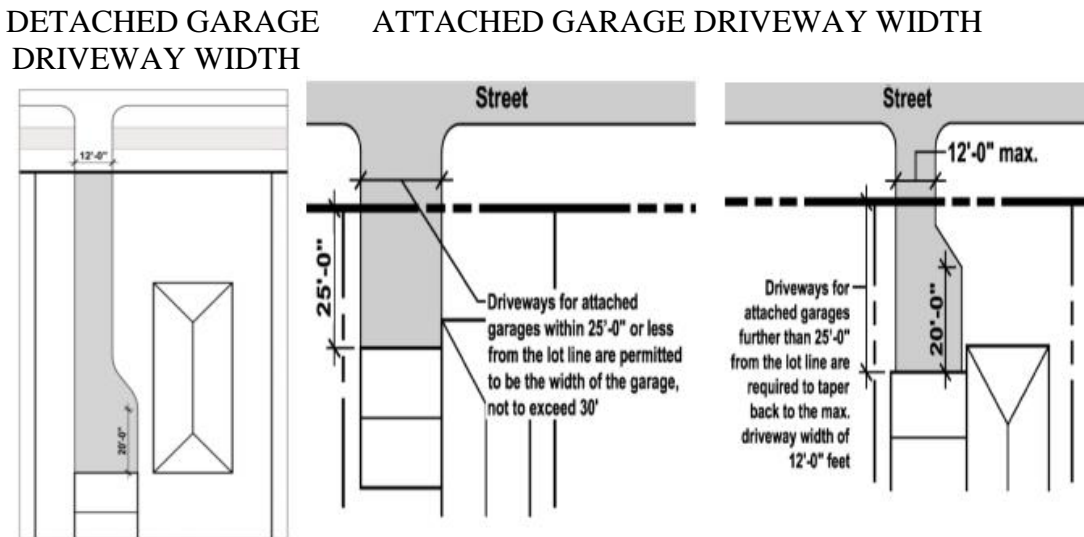 DETACHED GARAGE
DRIVEWAY WIDTH
ATTACHED GARAGE DRIVEWAY WIDTH
12'-0"
20'-0"
Street
25'-0"
Driveways for attached
garages within 25'-0" or less
from the lot line are permitted
to be the width of the garage,
not to exceed 30'
Street
12'-0" max.
20'-0"
Driveways for
attached garages
further than 25'-0"
from the lot line are
required to taper
back to the max.
driveway width of
12'-0" feet